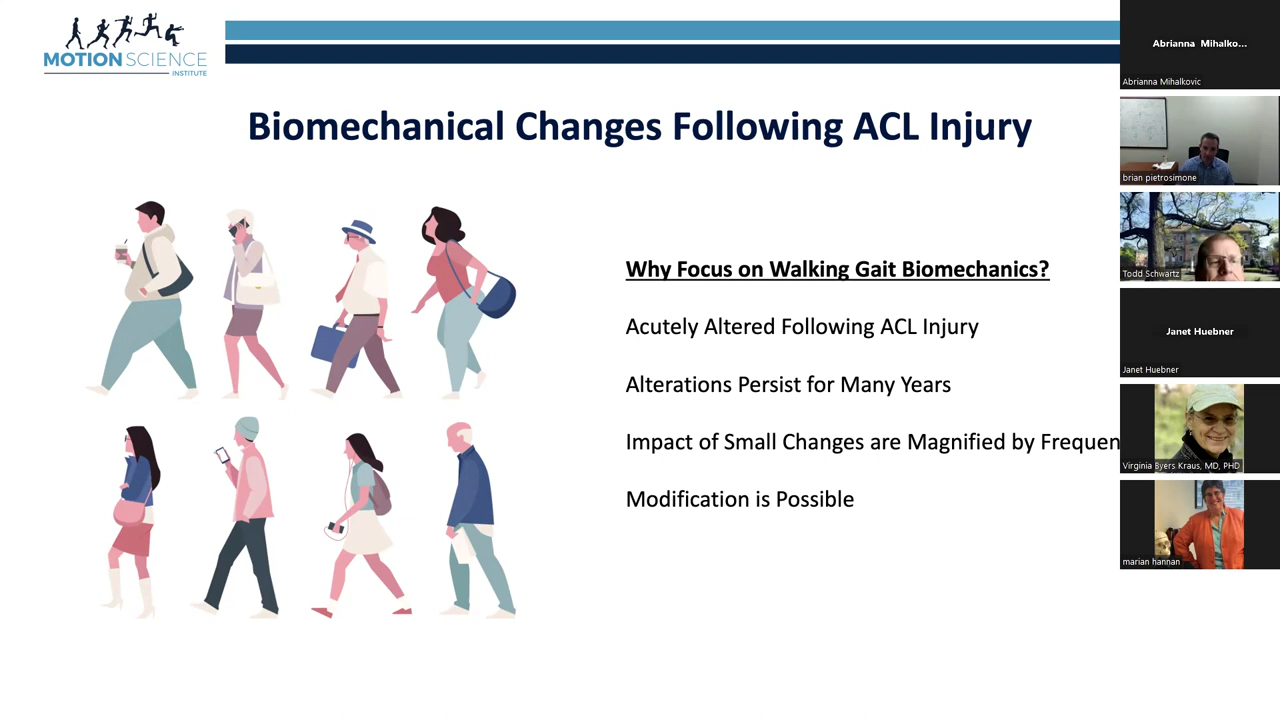 MOTION SCIENCE
INSTITUTE
Biomechanical Changes Following ACL Injury
Why Focus on Walking Gait Biomechanics?
Acutely Altered Following ACL Injury
Alterations Persist for Many Years
Impact of Small Changes are Magnified by Frequen
Modification is Possible
Abrianna Mihalko...
Abrianna Mihalkovic
brian pietrosimone
Todd Schwartz
Janet Huebner
Janet Huebner
Virginia Byers Kraus, MD, PHD
marian hannan